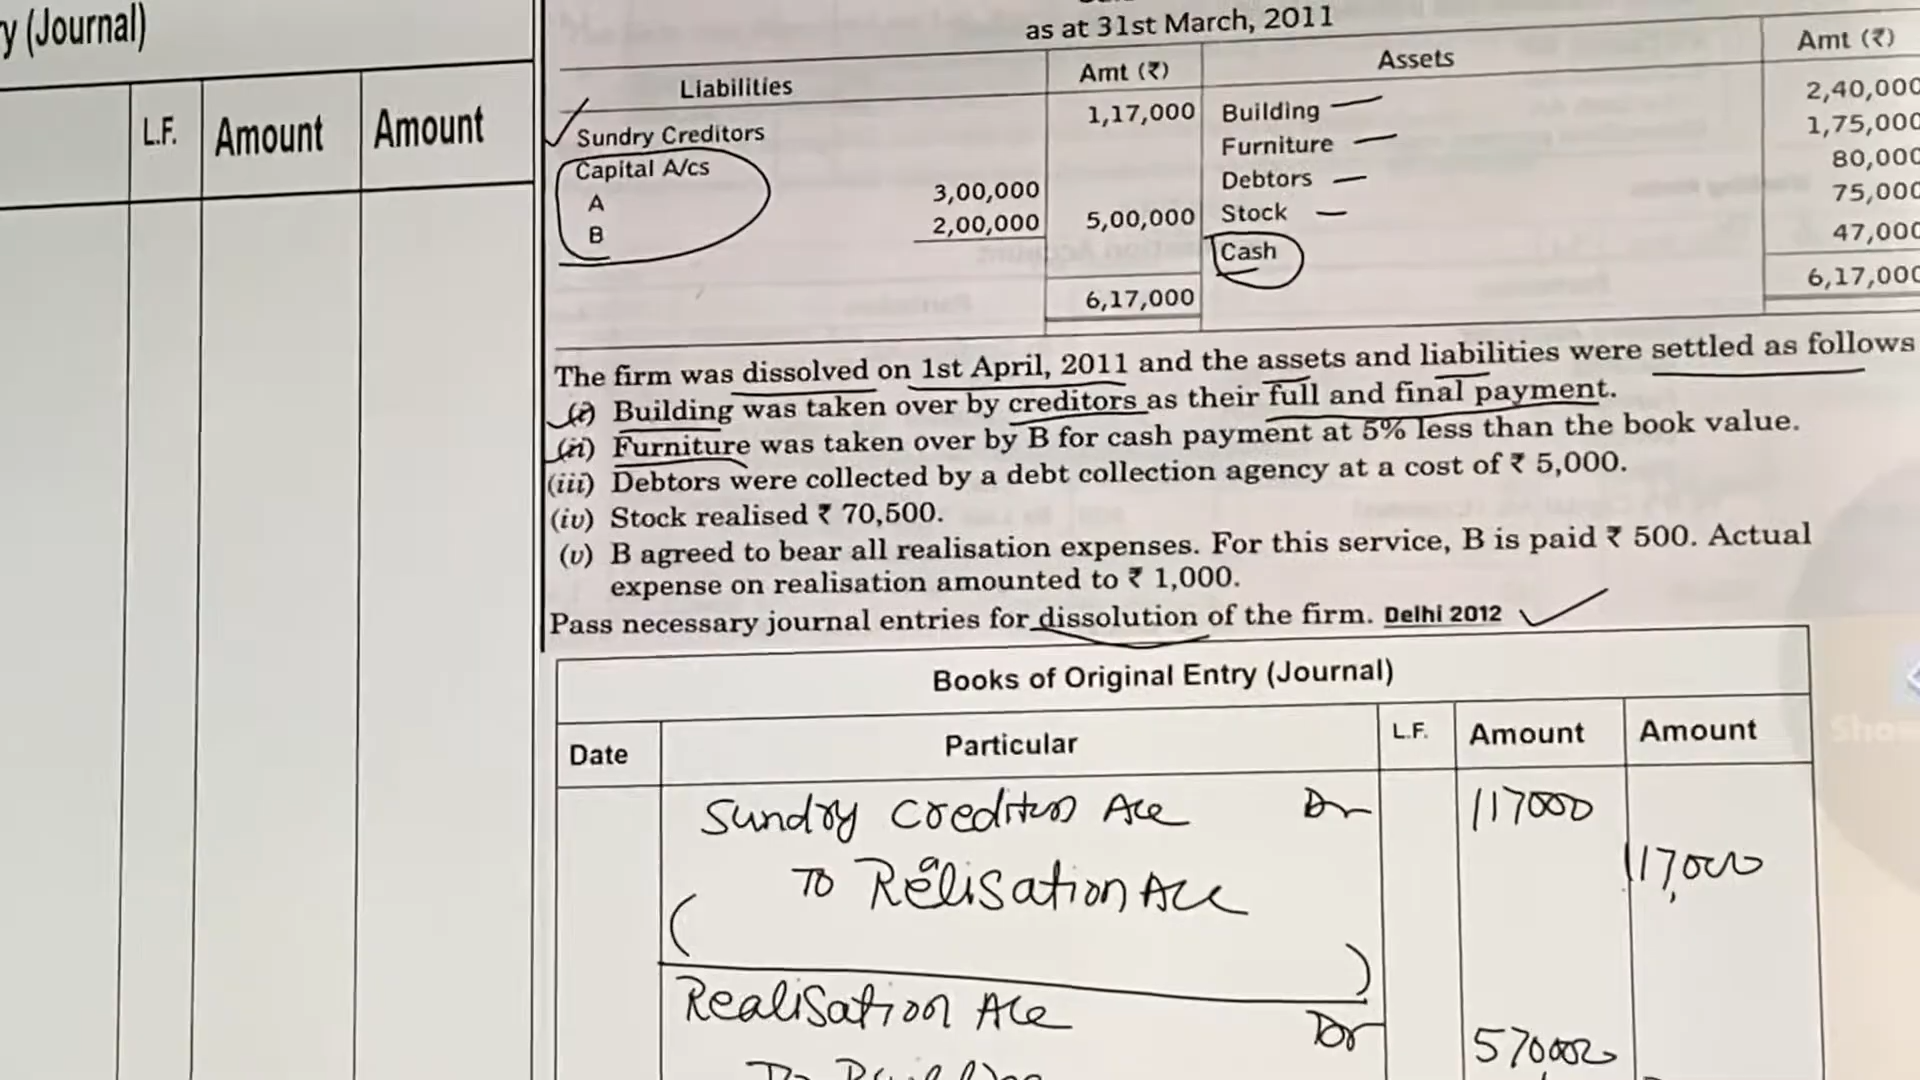 y (Journal)
L.F. Amount Amount
as at 31st March, 2011
Liabilities Amt (₹) Assets Amt (₹)
Sundry Creditors 1,17,000 Building 2,40,000
Capital A/cs Furniture 1,75,000
A 3,00,000 Debtors 80,000
B 2,00,000 5,00,000 Stock 75,000
Cash 47,000
6,17,000 6,17,000
The firm was dissolved on 1st April, 2011 and the assets and liabilities were settled as follows
(i) Building was taken over by creditors as their full and final payment.
(ii) Furniture was taken over by B for cash payment at 5% less than the book value.
(iii) Debtors were collected by a debt collection agency at a cost of ₹ 5,000.
(iv) Stock realised ₹ 70,500.
(v) B agreed to bear all realisation expenses. For this service, B is paid ₹ 500. Actual
expense on realisation amounted to ₹ 1,000.
Pass necessary journal entries for dissolution of the firm. Delhi 2012
Books of Original Entry (Journal)
Date Particular L.F. Amount Amount
Sundry Creditors Ace Dr 117000
To Realisation Ace 117,000
( )
Realisation Ace Dr 570000
To Building